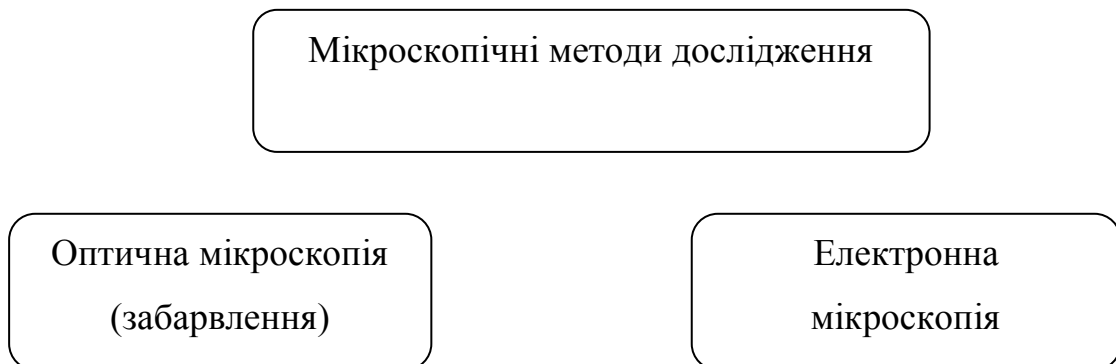 Мікроскопічні методи дослідження
Оптична мікроскопія
(забарвлення)
Електронна
мікроскопія